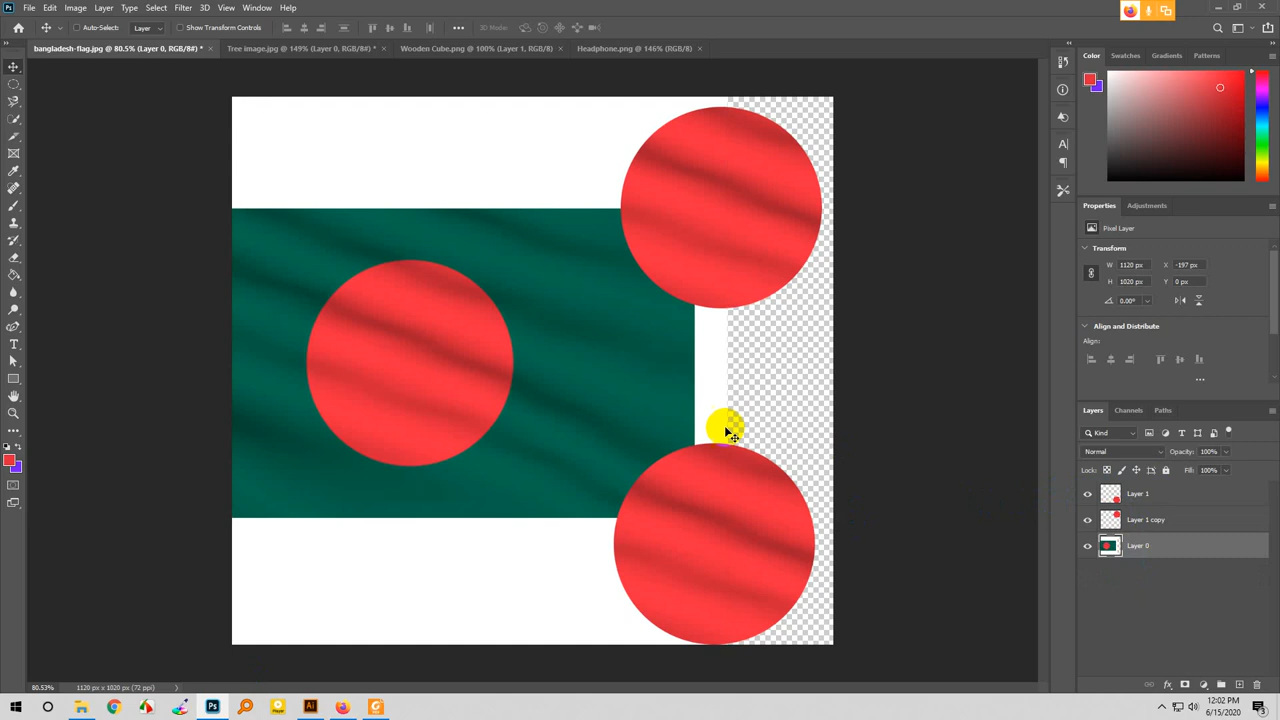 File Edit Image Layer Type Select Filter 3D View Window Help
Auto-Select: Layer Show Transform Controls 3D Mode:
bangladesh-flag.jpg @ 80.5% (Layer 0, RGB/8#) * Tree image.jpg @ 149% (Layer 0, RGB/8#) * Wooden Cube.png @ 100% (Layer 1, RGB/8) Headphone.png @ 146% (RGB/8)
Color Swatches Gradients Patterns
Properties Adjustments
Pixel Layer
Transform
W 1120 px X -197 px
H 1020 px Y 0 px
0.00°
Align and Distribute
Align:
Layers Channels Paths
Kind
Normal Opacity: 100%
Lock: Fill: 100%
Layer 1
Layer 1 copy
Layer 0
80.53% 1120 px x 1020 px (72 ppi)
12:02 PM
6/15/2020